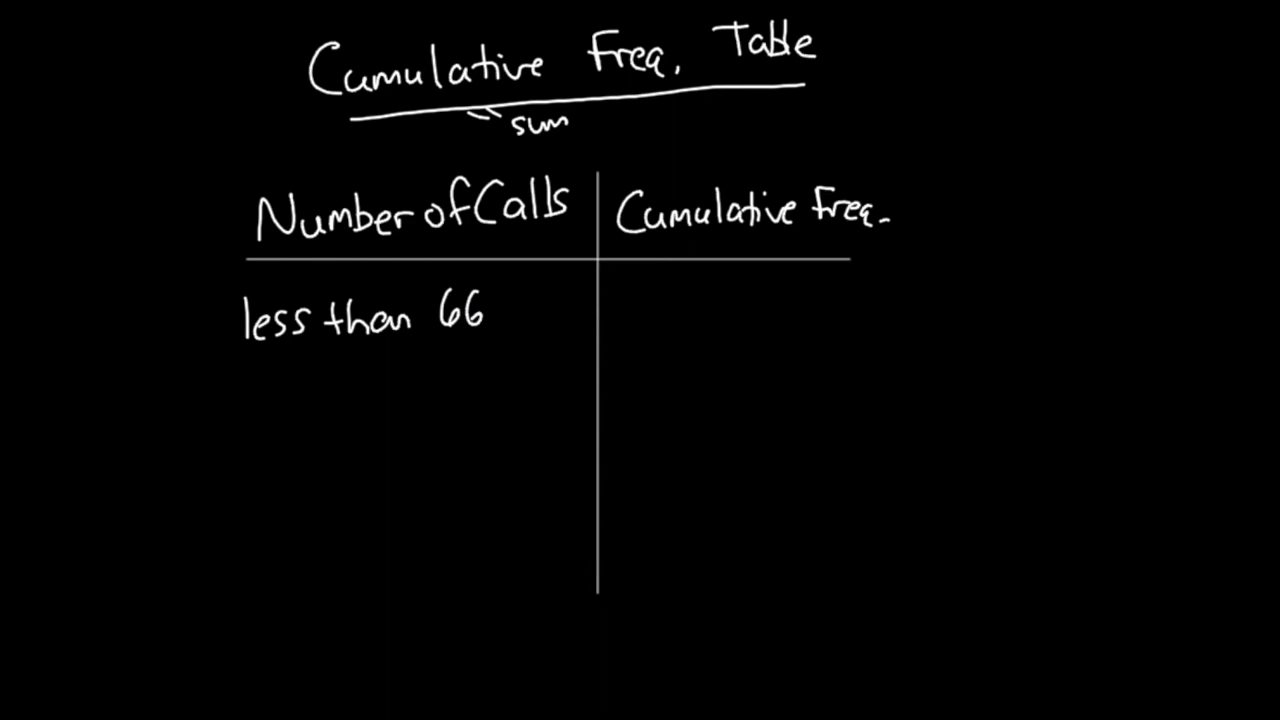 Cumulative Freq. Table
"sum
Number of Calls
Cumulative Freq.
less than 66